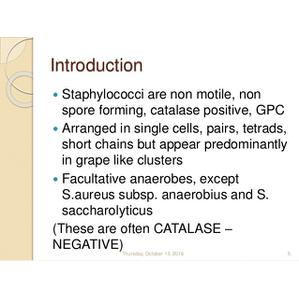 Introduction
Staphylococci are non motile, non
spore forming, catalase positive, GPC
Arranged in single cells, pairs, tetrads,
short chains but appear predominantly
in grape like clusters
Facultative anaerobes, except
S.aureus subsp. anaerobius and S.
saccharolyticus
(These are often CATALASE –
NEGATIVE)
Thursday, October 13, 2016
5